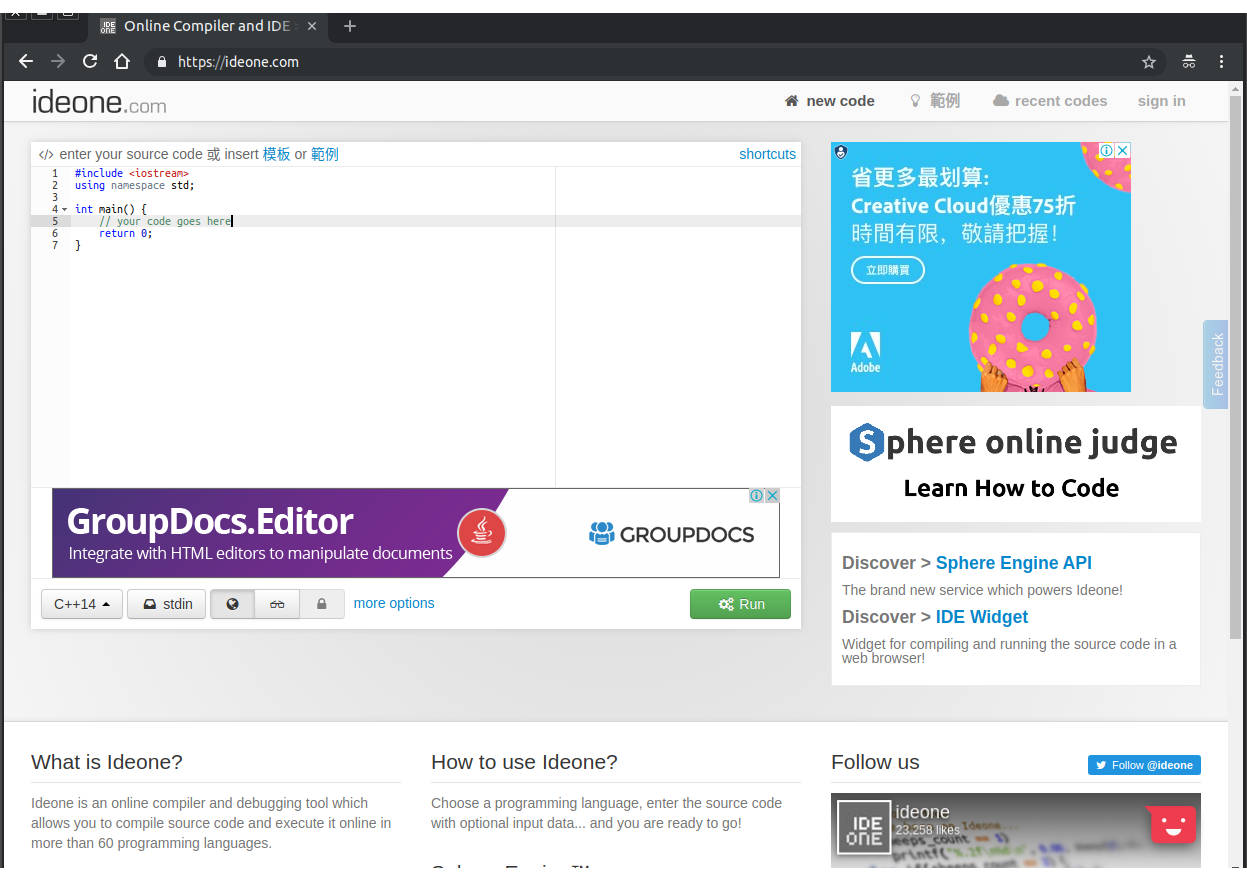 Online Compiler and IDE
https://ideone.com
ideone.com
new code
範例
recent codes
sign in
</> enter your source code 或 insert 模板 or 範例
shortcuts
1 #include <iostream>
2 using namespace std;
3
4 int main() {
5 // your code goes here
6 return 0;
7 }
省更多最划算:
Creative Cloud優惠75折
時間有限，敬請把握!
立即購買
Adobe
Feedback
Sphere online judge
Learn How to Code
GroupDocs.Editor
Integrate with HTML editors to manipulate documents
GROUPDOCS
Discover > Sphere Engine API
The brand new service which powers Ideone!
Discover > IDE Widget
Widget for compiling and running the source code in a
web browser!
C++14
stdin
more options
Run
What is Ideone?
Ideone is an online compiler and debugging tool which
allows you to compile source code and execute it online in
more than 60 programming languages.
How to use Ideone?
Choose a programming language, enter the source code
with optional input data... and you are ready to go!
Follow us
Follow @ideone
IDE
ONE
ideone
23,258 likes